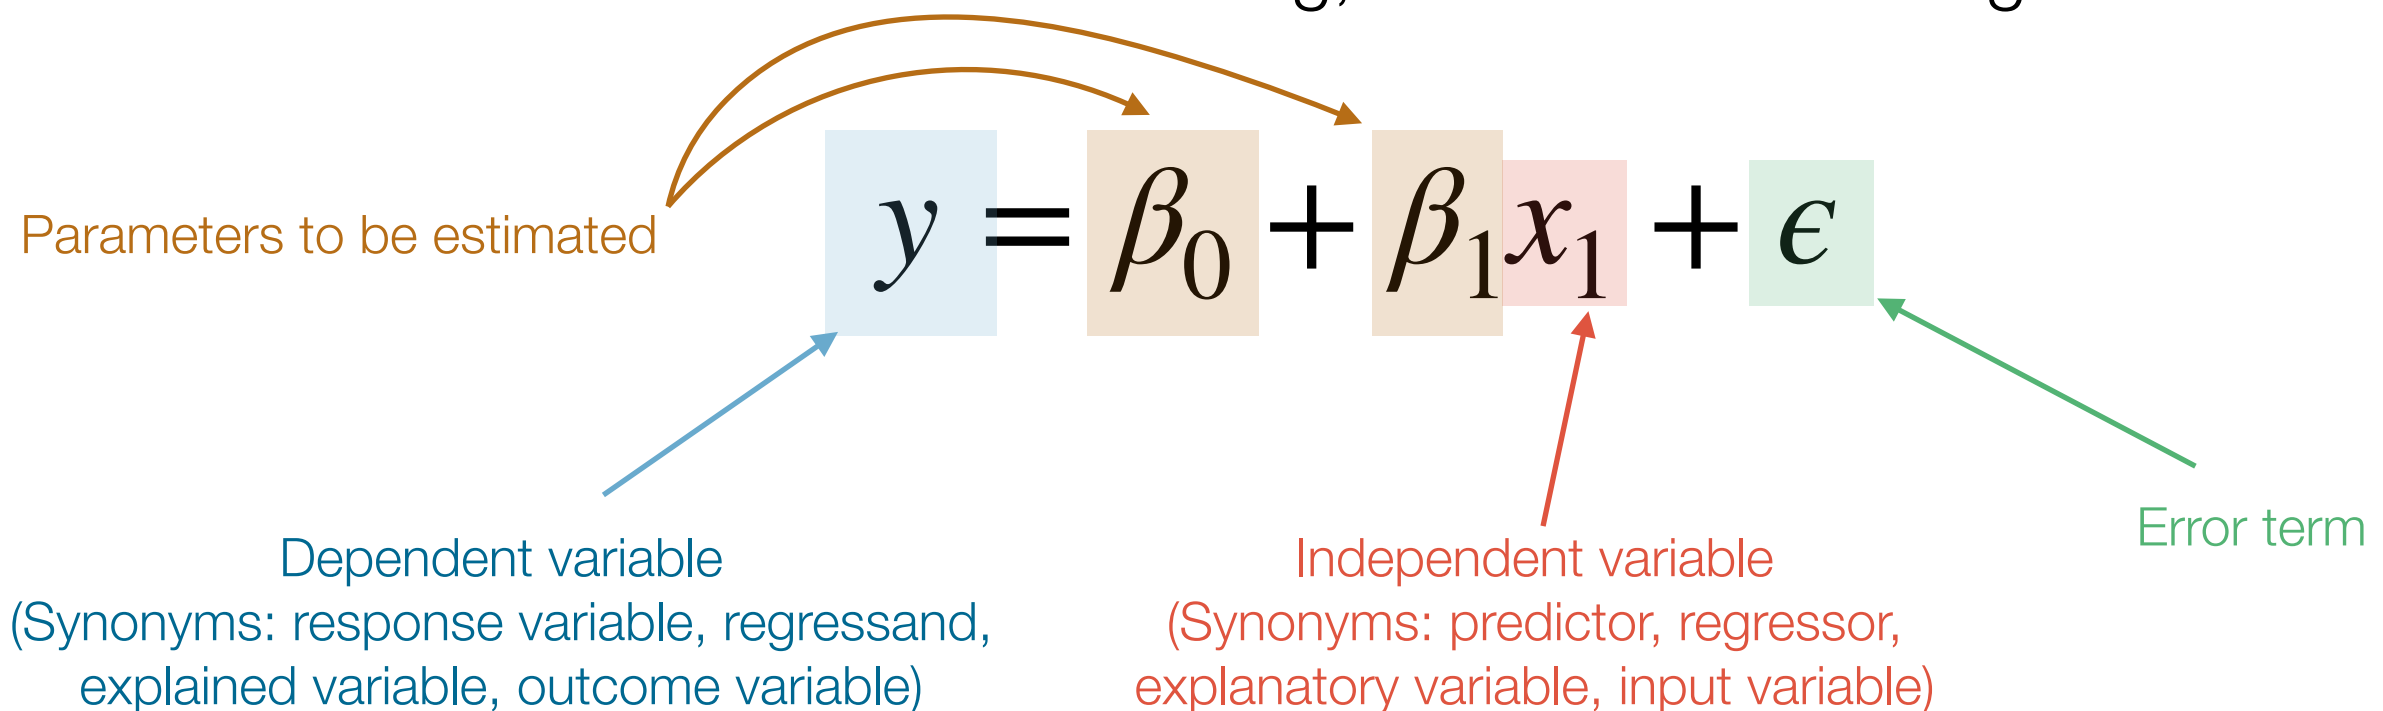 Parameters to be estimated
y = β₀ + β₁x₁ + ϵ
Dependent variable
(Synonyms: response variable, regressand,
explained variable, outcome variable)
Independent variable
(Synonyms: predictor, regressor,
explanatory variable, input variable)
Error term